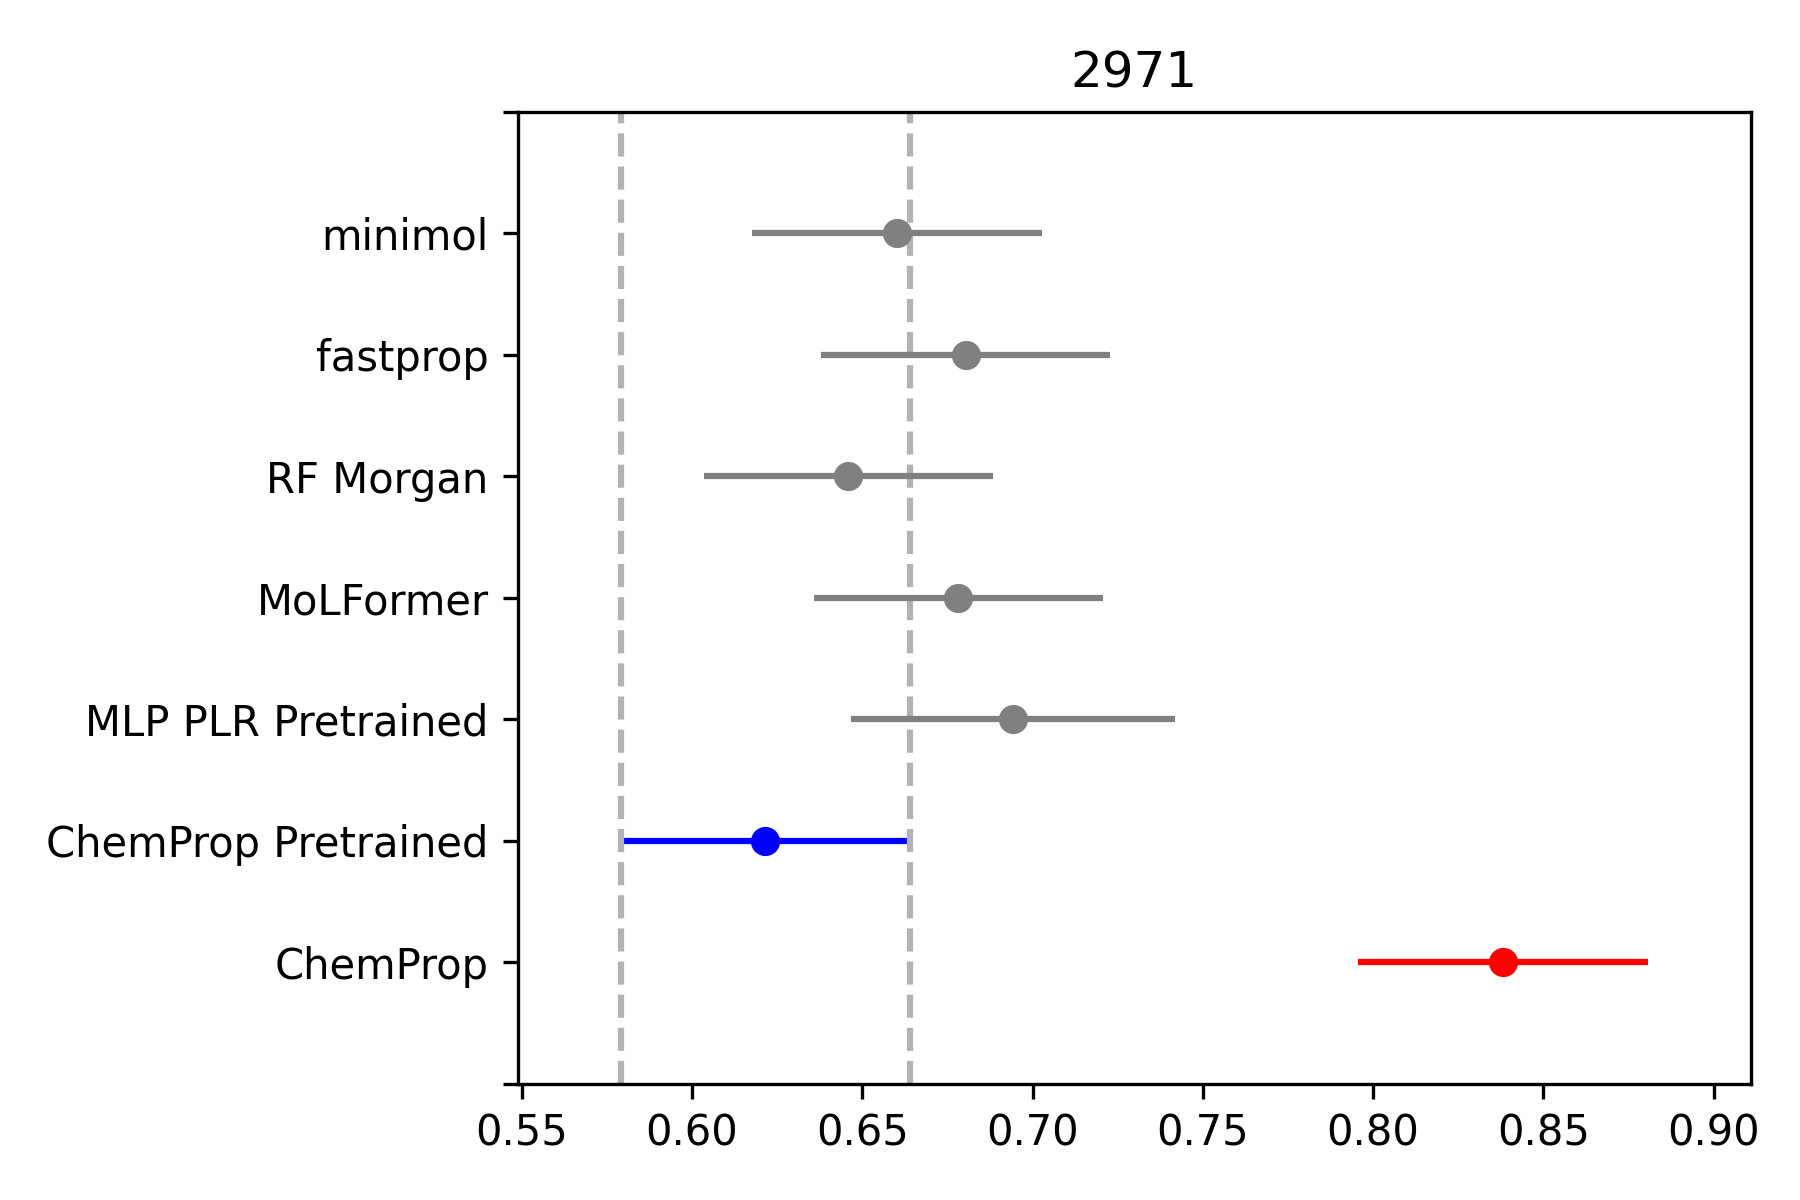 2971
minimol
fastprop
RF Morgan
MoLFormer
MLP PLR Pretrained
ChemProp Pretrained
ChemProp
0.55 0.60 0.65 0.70 0.75 0.80 0.85 0.90